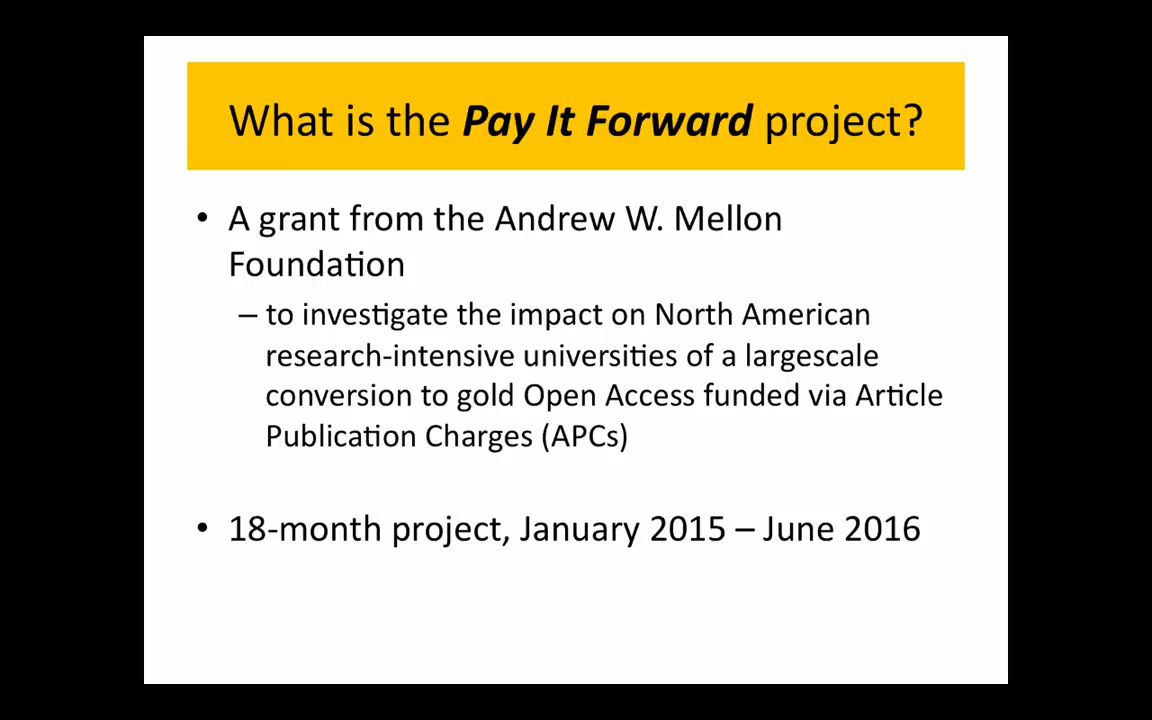 What is the Pay It Forward project?
• A grant from the Andrew W. Mellon
Foundation
– to investigate the impact on North American
research-intensive universities of a largescale
conversion to gold Open Access funded via Article
Publication Charges (APCs)
• 18-month project, January 2015 – June 2016